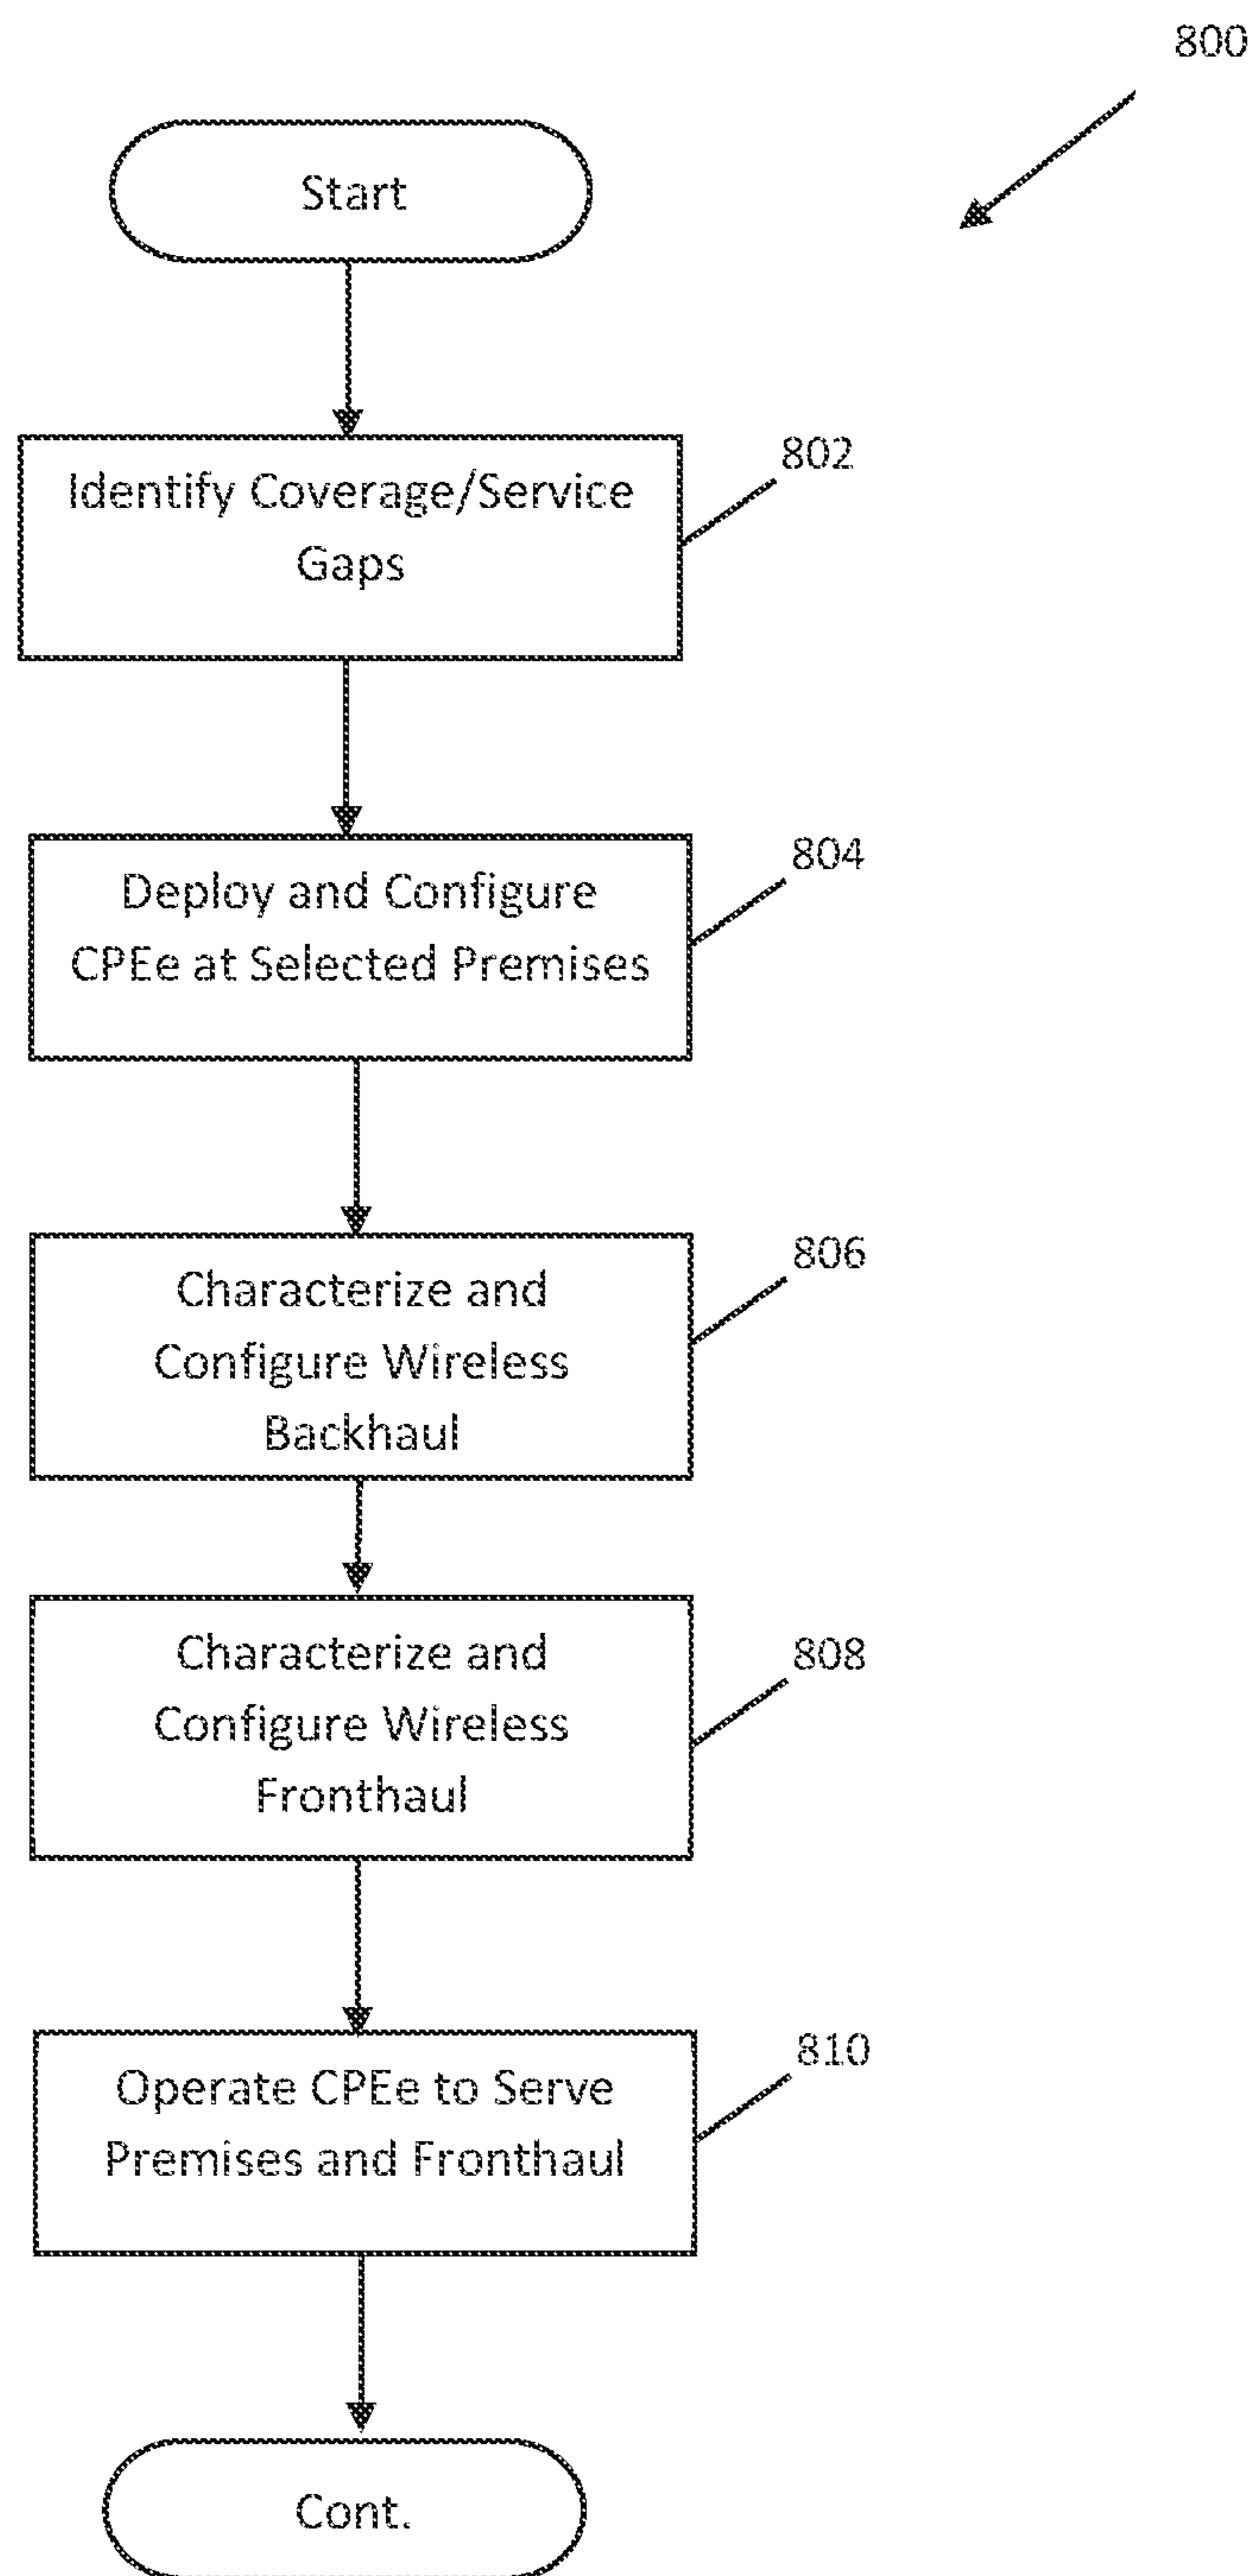 800
Start
Identify Coverage/Service
Gaps
802
Deploy and Configure
CPEe at Selected Premises
804
Characterize and
Configure Wireless
Backhaul
806
Characterize and
Configure Wireless
Fronthaul
808
Operate CPEe to Serve
Premises and Fronthaul
810
Cont.